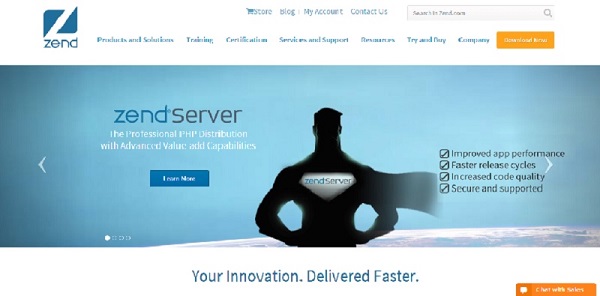 Store Blog My Account Contact Us
Search in Zend.com
zend
Products and Solutions Training Certification Services and Support Resources Try and Buy Company Download Now
zend Server
The Professional PHP Distribution
with Advanced Value-add Capabilities
Learn More
zend Server
Improved app performance
Faster release cycles
Increased code quality
Secure and supported
Your Innovation. Delivered Faster.
Chat with Sales